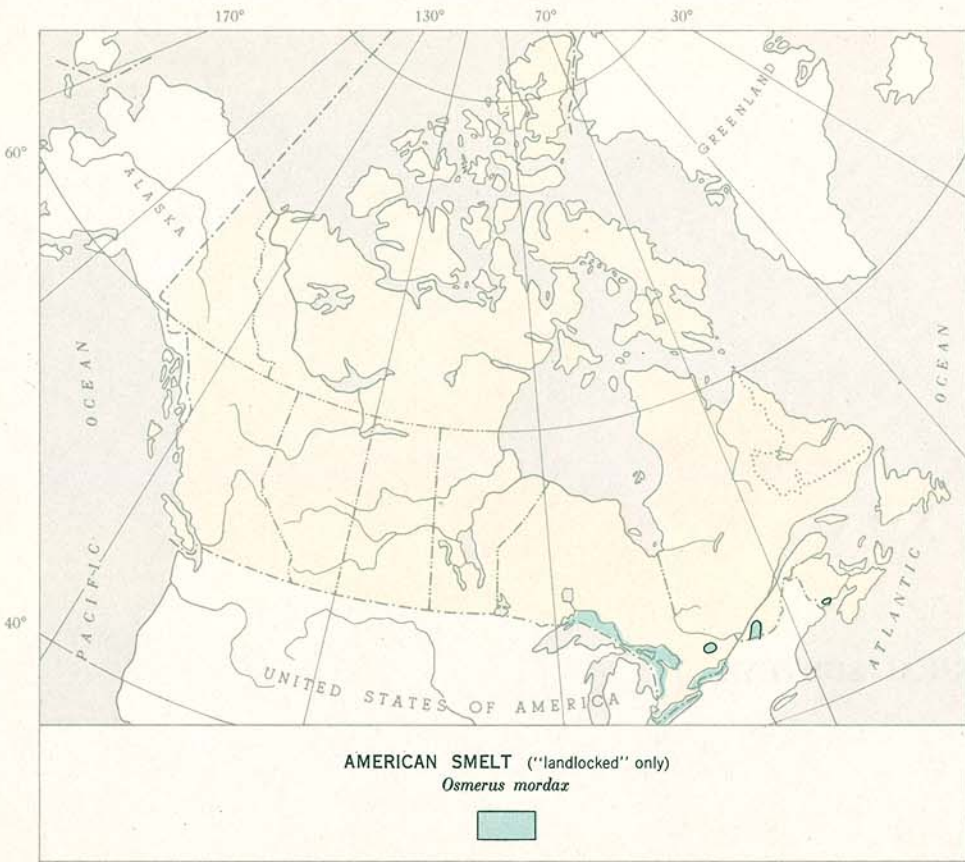 170° 130° 70° 30°
60°
40°
ALASKA
GREENLAND
PACIFIC OCEAN
ATLANTIC OCEAN
UNITED STATES OF AMERICA
AMERICAN SMELT ("landlocked" only)
Osmerus mordax